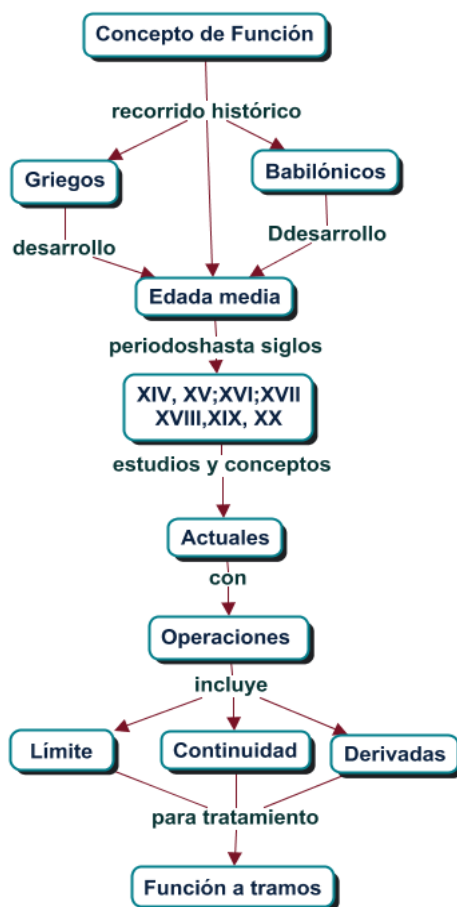 Concepto de Función
recorrido histórico
Griegos
Babilónicos
desarrollo
Ddesarrollo
Edada media
periodoshasta siglos
XIV, XV;XVI;XVII
XVIII,XIX, XX
estudios y conceptos
Actuales
con
Operaciones
incluye
Límite
Continuidad
Derivadas
para tratamiento
Función a tramos